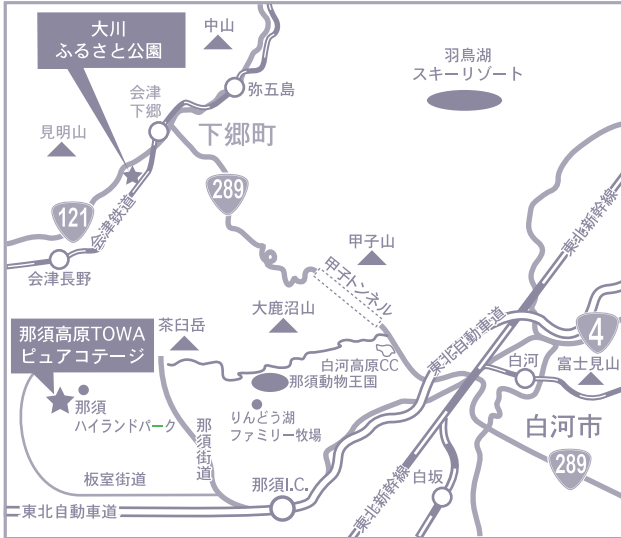 大川
ふるさと公園
中山
羽鳥湖
スキーリゾート
弥五島
会津
下郷
下郷町
見明山
289
121
会津鉄道
会津長野
東北新幹線
甲子山
甲子トンネル
大鹿沼山
茶臼岳
那須高原TOWA
ピュアコテージ
東北自動車道
4
白河高原CC
白河
富士見山
那須動物王国
那須
ハイランドパーク
りんどう湖
ファミリー牧場
那須街道
白河市
289
板室街道
那須I.C.
白坂
東北新幹線
東北自動車道